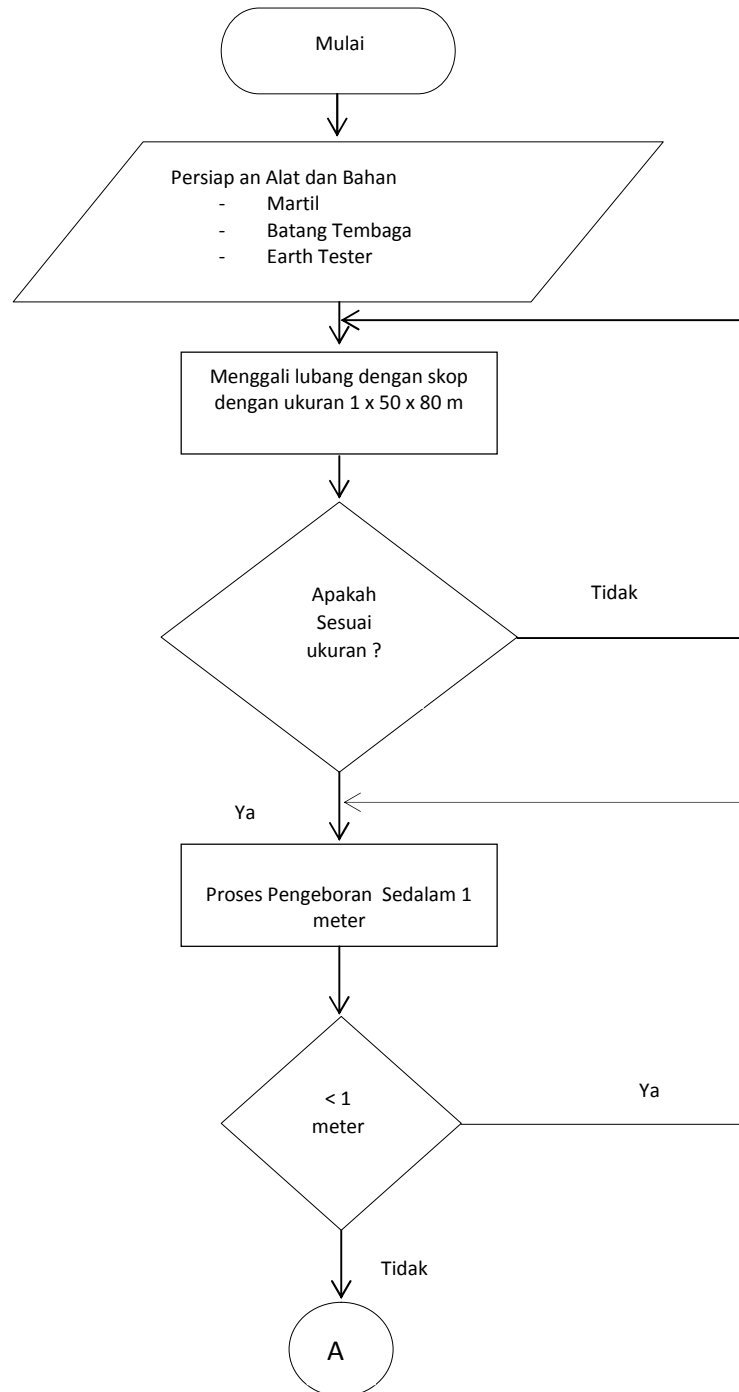 Mulai
Persiap an Alat dan Bahan
- Martil
- Batang Tembaga
- Earth Tester
Menggali lubang dengan skop
dengan ukuran 1 x 50 x 80 m
Apakah
Sesuai
ukuran ?
Tidak
Ya
Proses Pengeboran Sedalam 1
meter
< 1
meter
Ya
Tidak
A